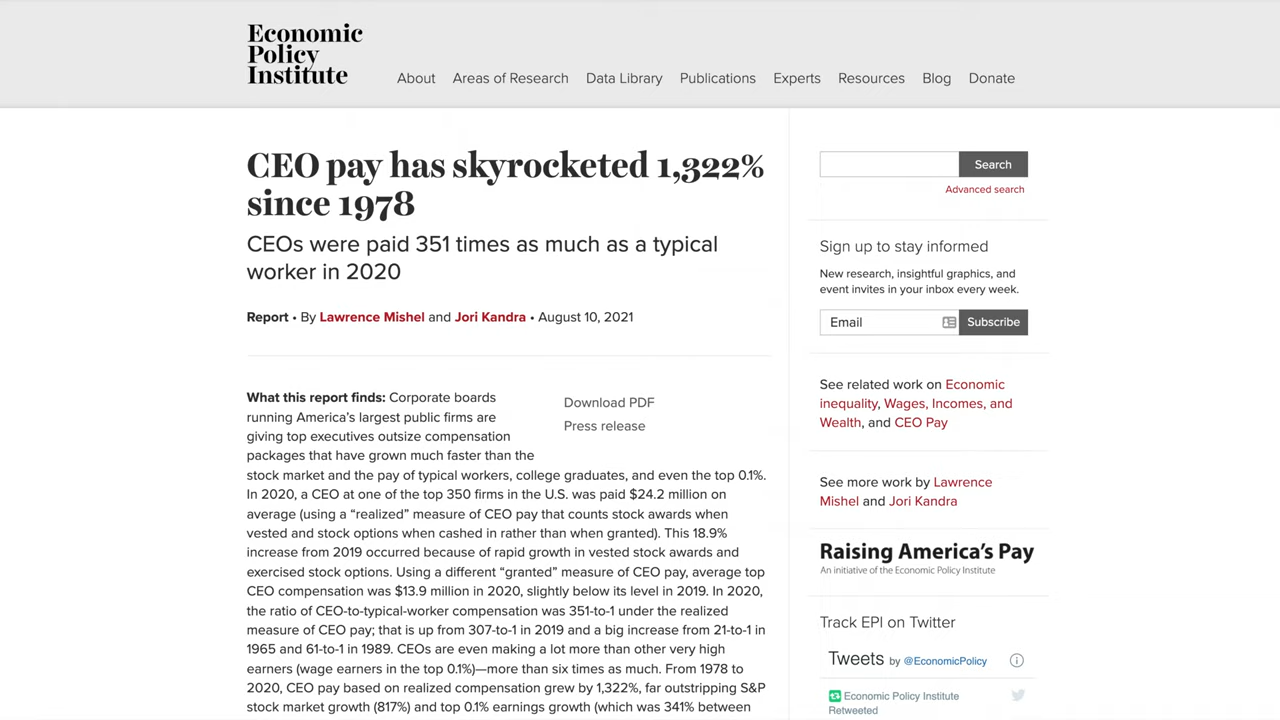 Economic
Policy
Institute
About Areas of Research Data Library Publications Experts Resources Blog Donate
CEO pay has skyrocketed 1,322%
since 1978
CEOs were paid 351 times as much as a typical
worker in 2020
Report • By Lawrence Mishel and Jori Kandra • August 10, 2021
What this report finds: Corporate boards
running America's largest public firms are
giving top executives outsize compensation
packages that have grown much faster than the
stock market and the pay of typical workers, college graduates, and even the top 0.1%.
In 2020, a CEO at one of the top 350 firms in the U.S. was paid $24.2 million on
average (using a “realized” measure of CEO pay that counts stock awards when
vested and stock options when cashed in rather than when granted). This 18.9%
increase from 2019 occurred because of rapid growth in vested stock awards and
exercised stock options. Using a different “granted” measure of CEO pay, average top
CEO compensation was $13.9 million in 2020, slightly below its level in 2019. In 2020,
the ratio of CEO-to-typical-worker compensation was 351-to-1 under the realized
measure of CEO pay; that is up from 307-to-1 in 2019 and a big increase from 21-to-1 in
1965 and 61-to-1 in 1989. CEOs are even making a lot more than other very high
earners (wage earners in the top 0.1%)—more than six times as much. From 1978 to
2020, CEO pay based on realized compensation grew by 1,322%, far outstripping S&P
stock market growth (817%) and top 0.1% earnings growth (which was 341% between
Download PDF
Press release
Search
Advanced search
Sign up to stay informed
New research, insightful graphics, and
event invites in your inbox every week.
Email
Subscribe
See related work on Economic
inequality, Wages, Incomes, and
Wealth, and CEO Pay
See more work by Lawrence
Mishel and Jori Kandra
Raising America's Pay
An initiative of the Economic Policy Institute
Track EPI on Twitter
Tweets by @EconomicPolicy
Economic Policy Institute
Retweeted